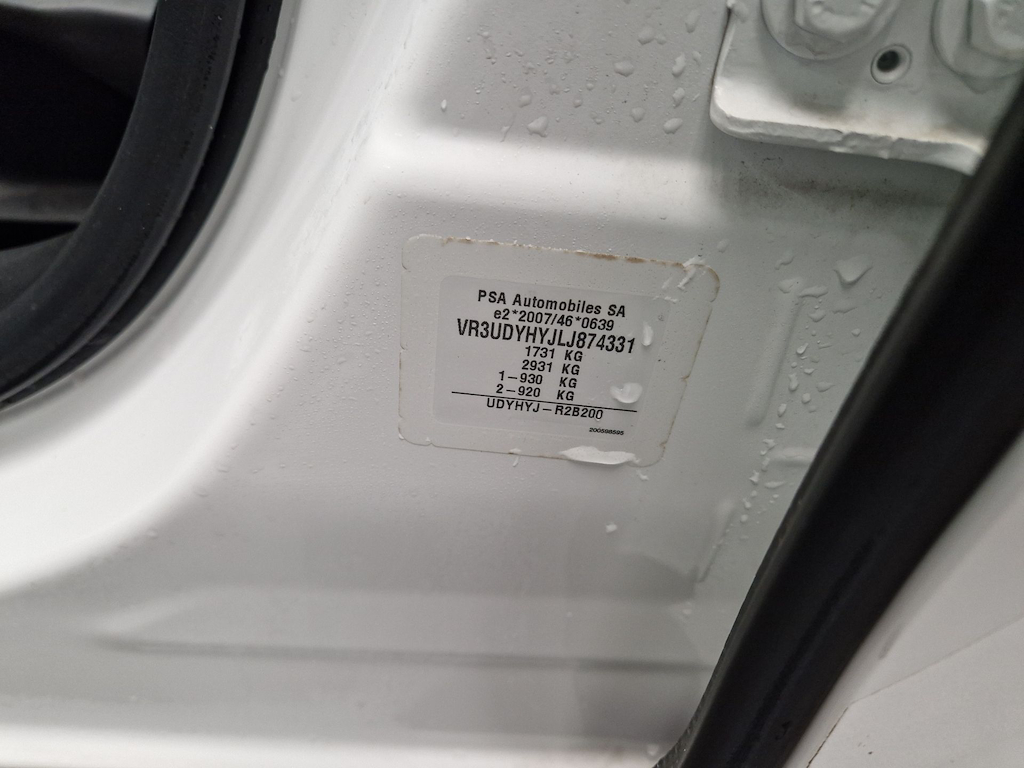 PSA Automobiles SA
e2*2007/46*0639
VR3UDYHYJLJ874331
1731 KG
2931 KG
1-930 KG
2-920 KG
UDYHYJ-R2B200